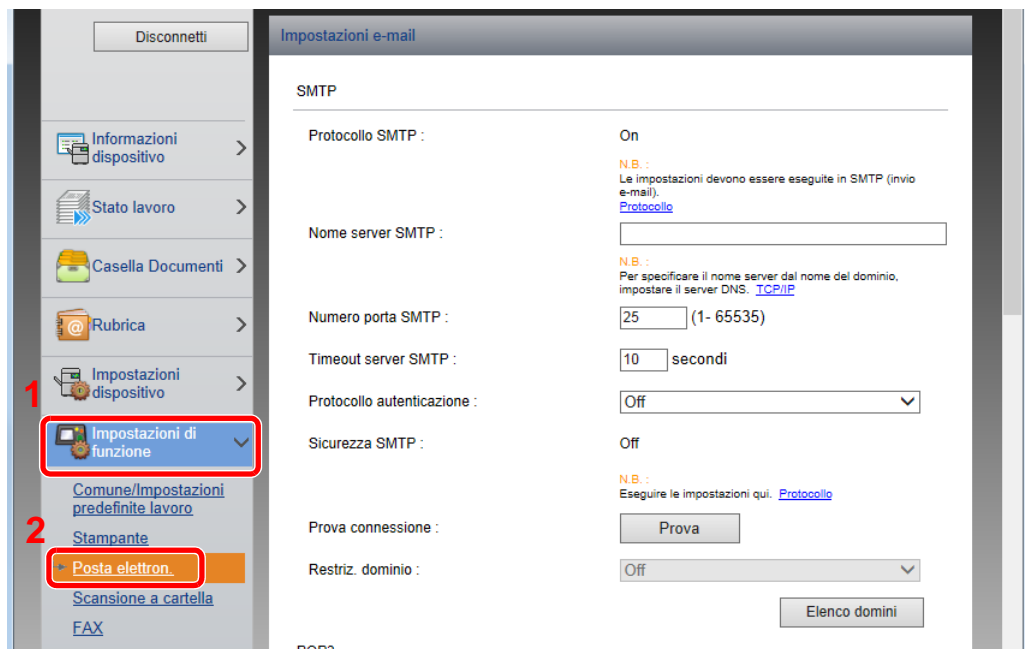 Disconnetti
Informazioni
dispositivo
Stato lavoro
Casella Documenti
Rubrica
Impostazioni
dispositivo
1
Impostazioni di
funzione
Comune/Impostazioni
predefinite lavoro
2
Stampante
Posta elettron.
Scansione a cartella
FAX
Impostazioni e-mail
SMTP
Protocollo SMTP : On
N.B. :
Le impostazioni devono essere eseguite in SMTP (invio
e-mail).
Protocollo
Nome server SMTP :
N.B. :
Per specificare il nome server dal nome del dominio,
impostare il server DNS. TCP/IP
Numero porta SMTP : 25 (1- 65535)
Timeout server SMTP : 10 secondi
Protocollo autenticazione : Off
Sicurezza SMTP : Off
N.B. :
Eseguire le impostazioni qui. Protocollo
Prova connessione : Prova
Restriz. dominio : Off
Elenco domini
POP3